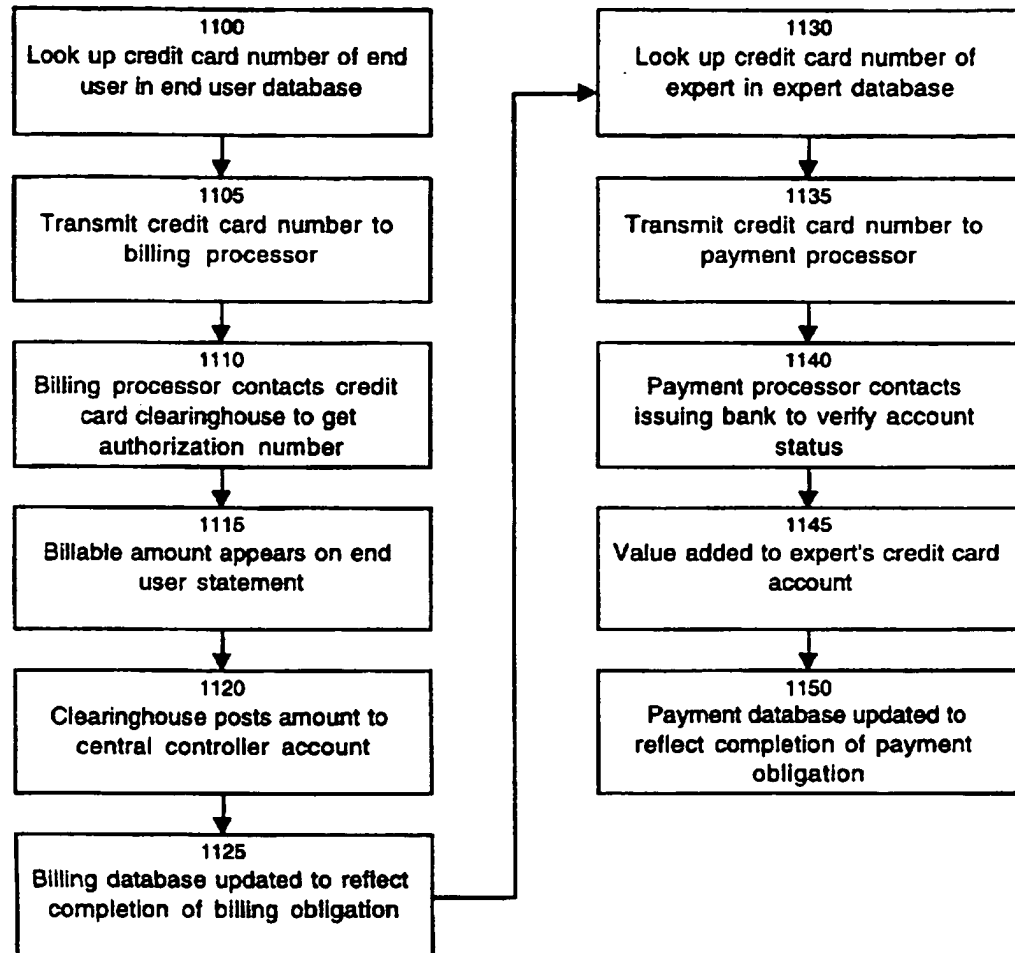 1100
Look up credit card number of end
user in end user database
1105
Transmit credit card number to
billing processor
1110
Billing processor contacts credit
card clearinghouse to get
authorization number
1115
Billable amount appears on end
user statement
1120
Clearinghouse posts amount to
central controller account
1125
Billing database updated to reflect
completion of billing obligation
1130
Look up credit card number of
expert in expert database
1135
Transmit credit card number to
payment processor
1140
Payment processor contacts
issuing bank to verify account
status
1145
Value added to expert's credit card
account
1150
Payment database updated to
reflect completion of payment
obligation